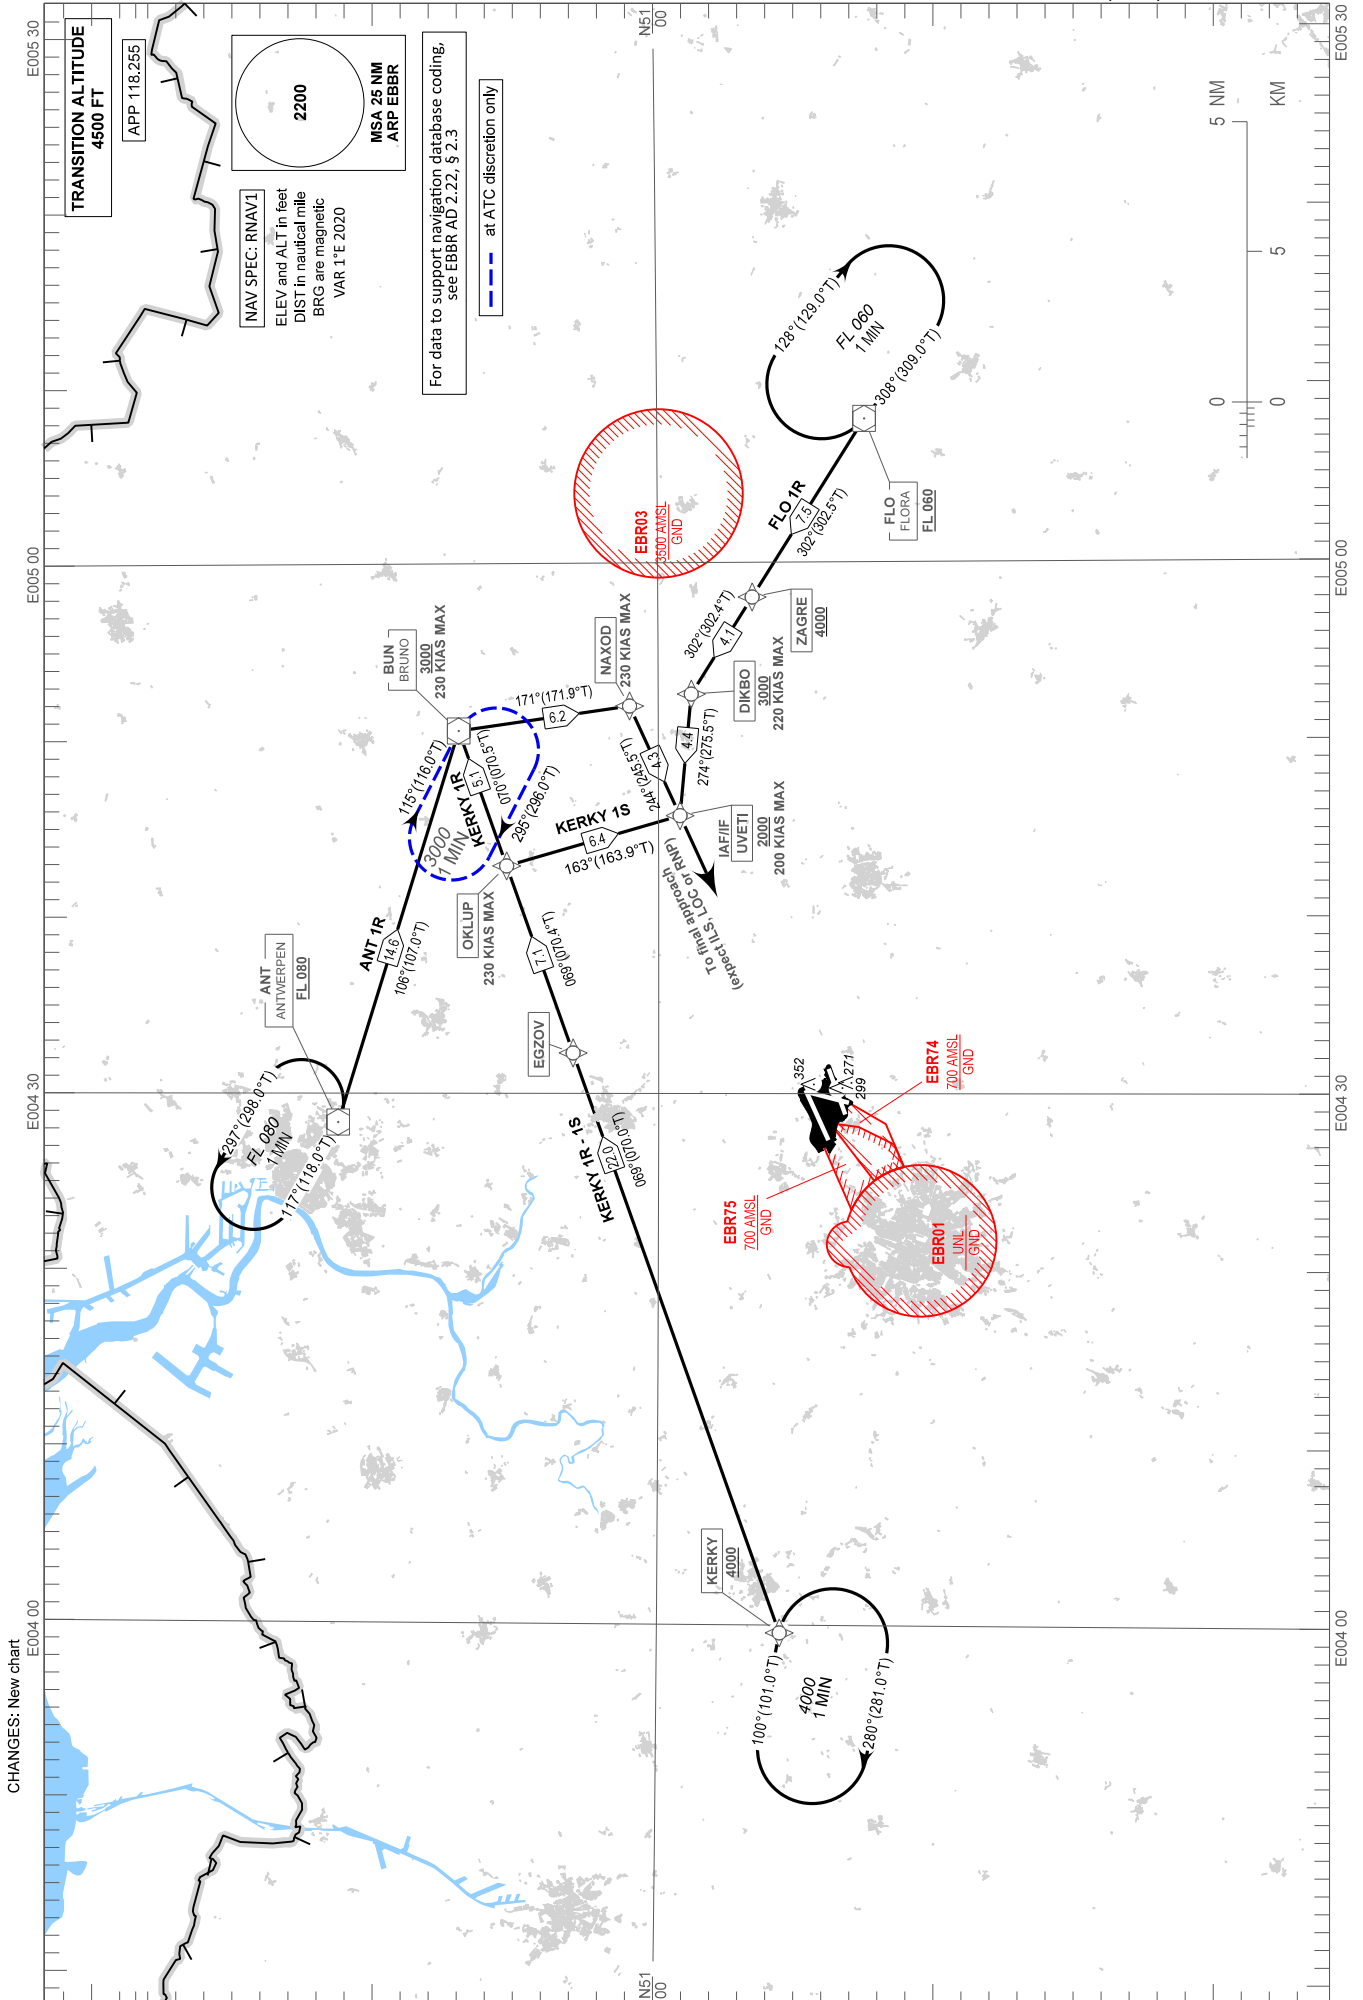 CHANGES: New chart
E005 30
E005 00
E004 30
E004 00
E005 30
E005 00
E004 30
E004 00
N51
00
N51
00
TRANSITION ALTITUDE
4500 FT
APP 118.255
2200
MSA 25 NM
ARP EBBR
NAV SPEC: RNAV1
ELEV and ALT in feet
DIST in nautical mile
BRG are magnetic
VAR 1°E 2020
For data to support navigation database coding,
see EBBR AD 2.22, § 2.3
at ATC discretion only
5 NM
0
KM
5
0
128°(129.0°T)
FL 060
1 MIN
308°(309.0°T)
FLO
FLORA
FL 060
FLO 1R
7.5
302°(302.5°T)
EBR03
3500 AMSL
GND
ZAGRE
4000
302°(302.4°T)
4.1
DIKBO
3000
220 KIAS MAX
4.4
274°(275.5°T)
NAXOD
230 KIAS MAX
BUN
BRUNO
3000
230 KIAS MAX
171°(171.9°T)
6.2
244°(245.5°T)
4.3
115°(116.0°T)
3000
1 MIN
295°(296.0°T)
KERKY 1R
5.1
070°(070.5°T)
KERKY 1S
6.4
163°(163.9°T)
IAF/IF
UVETI
2000
200 KIAS MAX
To final approach
(expect ILS, LOC or RNP)
OKLUP
230 KIAS MAX
ANT 1R
14.6
106°(107.0°T)
ANT
ANTWERPEN
FL 080
297°(298.0°T)
FL 080
1 MIN
117°(118.0°T)
7.1
069°(070.4°T)
EGZOV
KERKY 1R - 1S
22.0
069°(070.0°T)
352
271
299
EBR74
700 AMSL
GND
EBR75
700 AMSL
GND
EBR01
UNL
GND
KERKY
4000
100°(101.0°T)
4000
1 MIN
280°(281.0°T)